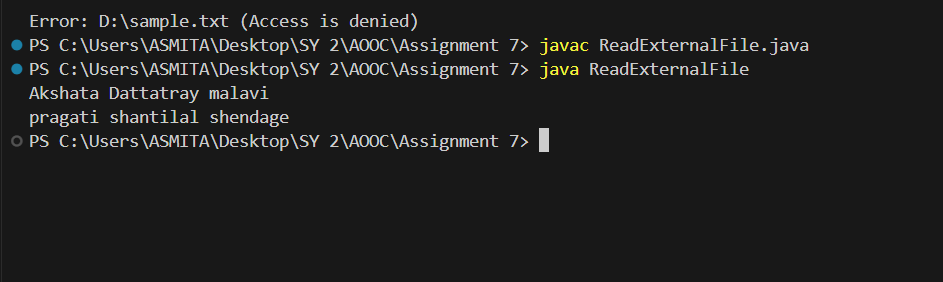 Error: D:\sample.txt (Access is denied)
PS C:\Users\ASMITA\Desktop\SY 2\AOOC\Assignment 7> javac ReadExternalFile.java
PS C:\Users\ASMITA\Desktop\SY 2\AOOC\Assignment 7> java ReadExternalFile
Akshata Dattatray malavi
pragati shantilal shendage
PS C:\Users\ASMITA\Desktop\SY 2\AOOC\Assignment 7>